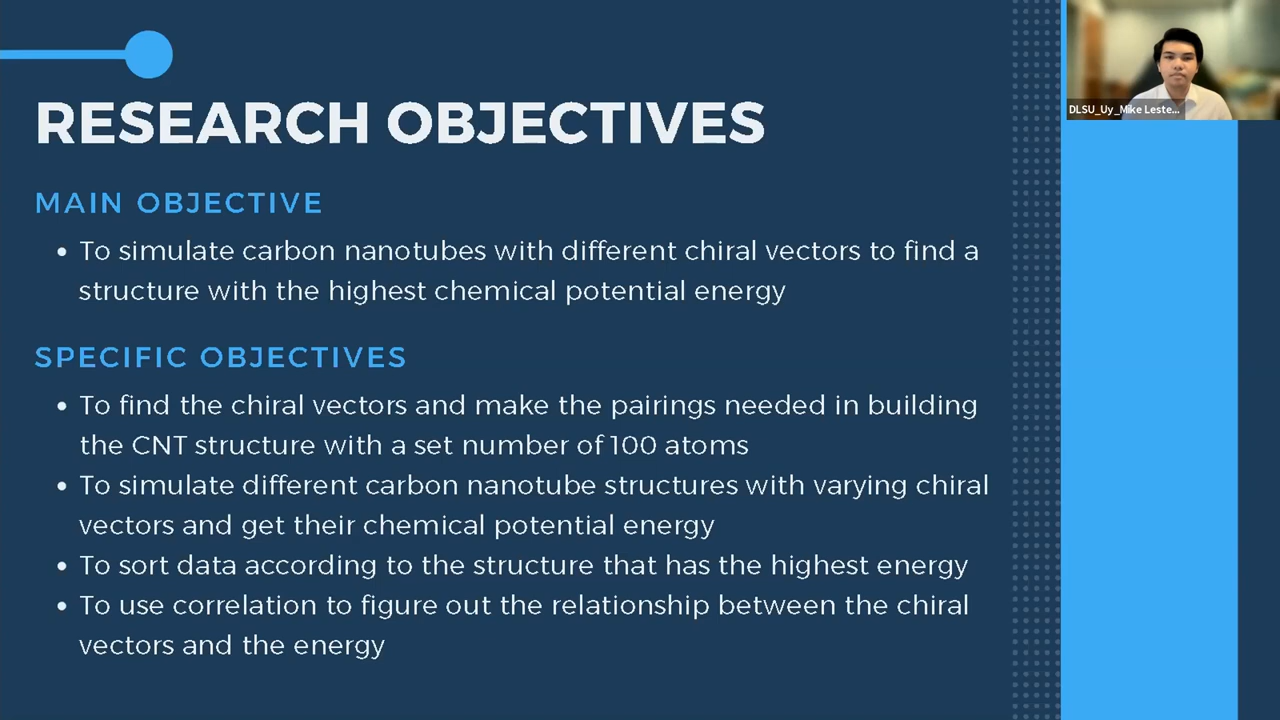 RESEARCH OBJECTIVES
MAIN OBJECTIVE
• To simulate carbon nanotubes with different chiral vectors to find a
structure with the highest chemical potential energy
SPECIFIC OBJECTIVES
• To find the chiral vectors and make the pairings needed in building
the CNT structure with a set number of 100 atoms
• To simulate different carbon nanotube structures with varying chiral
vectors and get their chemical potential energy
• To sort data according to the structure that has the highest energy
• To use correlation to figure out the relationship between the chiral
vectors and the energy
DLSU_Uy_Mike Leste...